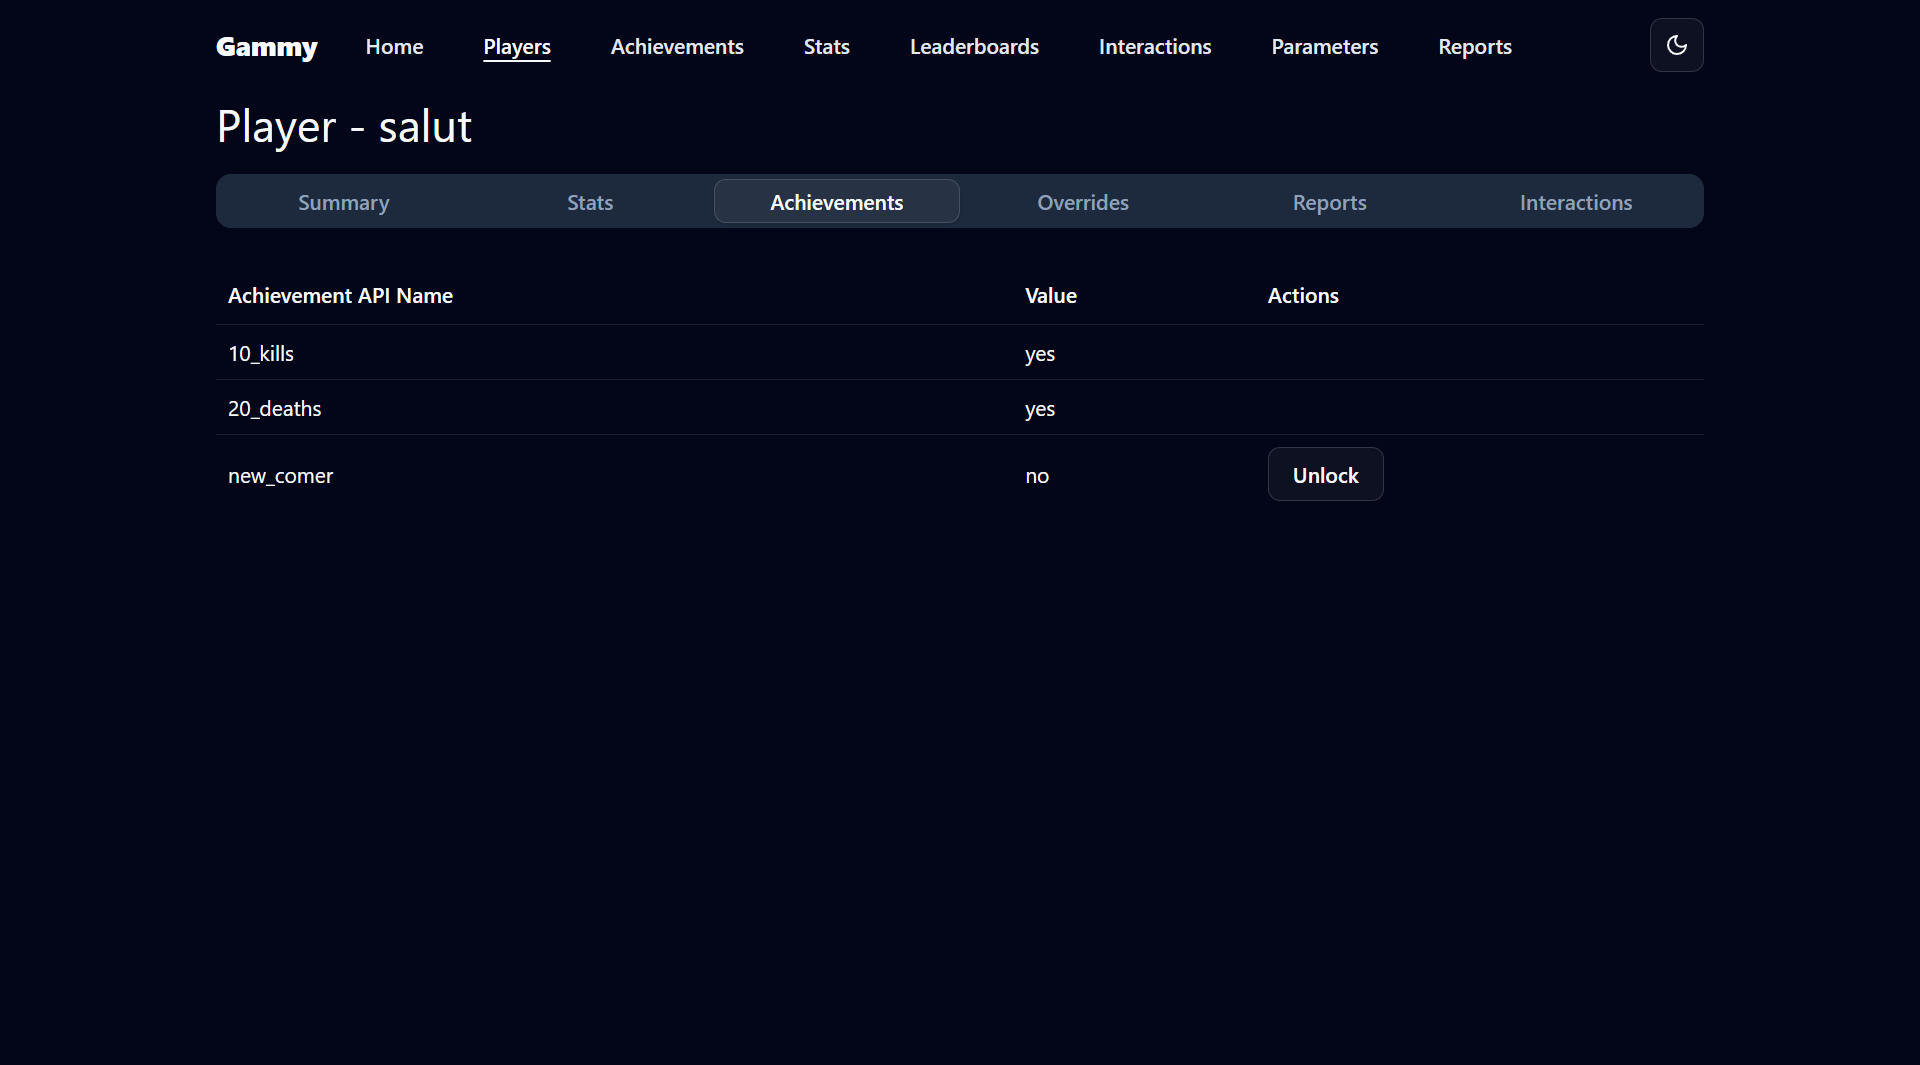 Gammy Home Players Achievements Stats Leaderboards Interactions Parameters Reports
Player - salut
Summary Stats Achievements Overrides Reports Interactions
Achievement API Name Value Actions
10_kills yes
20_deaths yes
new_comer no Unlock